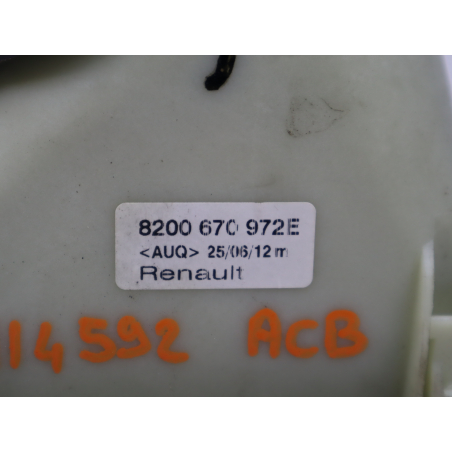 8200 670 972E
<AUQ> 25/06/12 m
Renault
14592 ACB